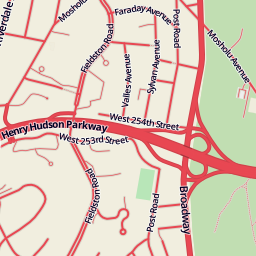 Riverdale
Mosholu
Faraday Avenue
Post Road
Mosholu Avenue
Fieldston Road
Valles Avenue
Sylvan Avenue
West 254th Street
Henry Hudson Parkway
West 253rd Street
Fieldston Road
Post Road
Broadway